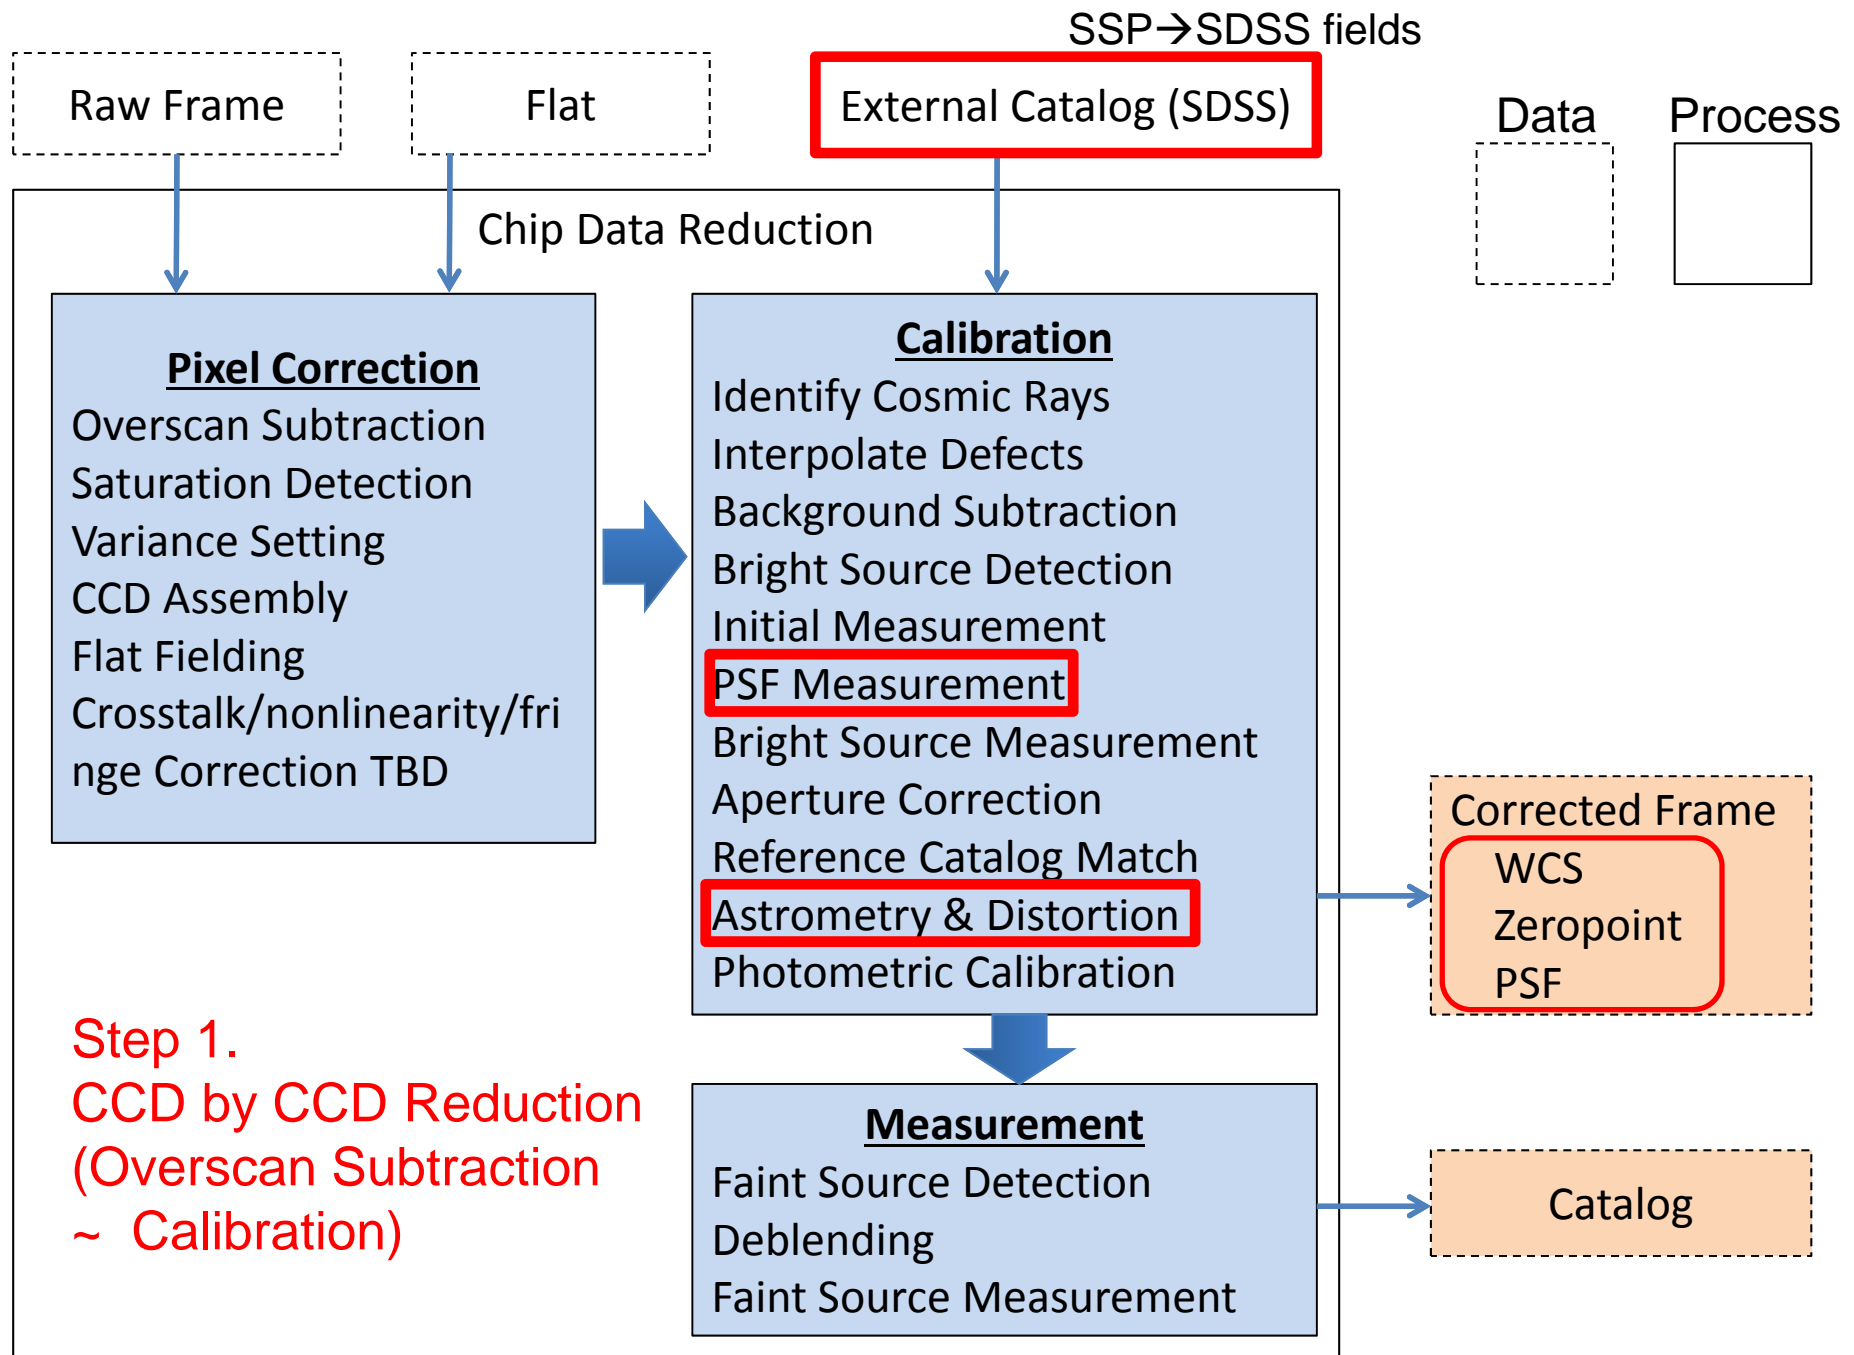 SSP→SDSS fields
Raw Frame
Flat
External Catalog (SDSS)
Data
Process
Chip Data Reduction
Pixel Correction
Overscan Subtraction
Saturation Detection
Variance Setting
CCD Assembly
Flat Fielding
Crosstalk/nonlinearity/fri
nge Correction TBD
Calibration
Identify Cosmic Rays
Interpolate Defects
Background Subtraction
Bright Source Detection
Initial Measurement
PSF Measurement
Bright Source Measurement
Aperture Correction
Reference Catalog Match
Astrometry & Distortion
Photometric Calibration
Corrected Frame
WCS
Zeropoint
PSF
Step 1.
CCD by CCD Reduction
(Overscan Subtraction
~ Calibration)
Measurement
Faint Source Detection
Deblending
Faint Source Measurement
Catalog